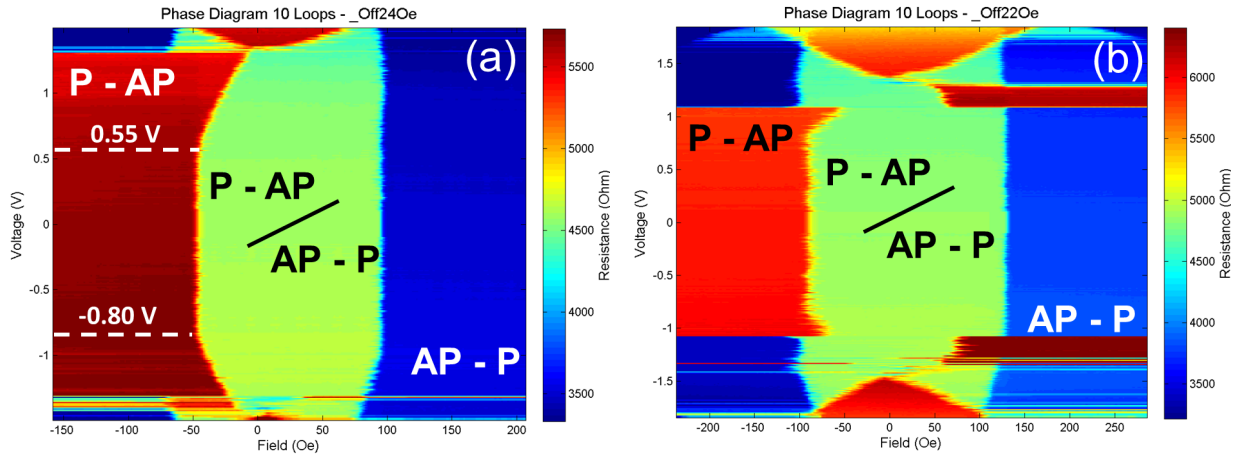 Phase Diagram 10 Loops - _Off24Oe
(a)
P - AP
0.55 V
P - AP
AP - P
-0.80 V
AP - P
1
0.5
0
-0.5
-1
Voltage (V)
-150 -100 -50 0 50 100 150 200
Field (Oe)
5500
5000
4500
4000
3500
Resistance (Ohm)
Phase Diagram 10 Loops - _Off22Oe
(b)
P - AP
P - AP
AP - P
AP - P
1.5
1
0.5
0
-0.5
-1
-1.5
Voltage (V)
-200 -150 -100 -50 0 50 100 150 200 250
Field (Oe)
6000
5500
5000
4500
4000
3500
Resistance (Ohm)